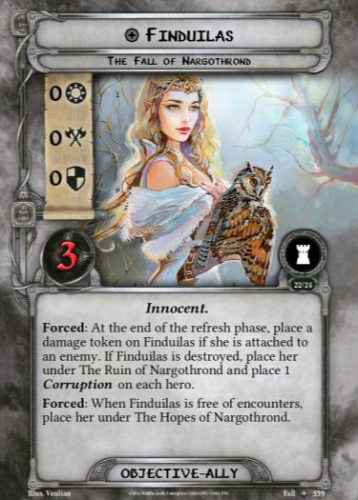 FINDUILAS
THE FALL OF NARGOTHROND
0
0
0
3
22/24
Innocent.
Forced: At the end of the refresh phase, place a
damage token on Finduilas if she is attached to
an enemy. If Finduilas is destroyed, place her
under The Ruin of Nargothrond and place 1
Corruption on each hero.
Forced: When Finduilas is free of encounters,
place her under The Hopes of Nargothrond.
OBJECTIVE-ALLY
Fall 339